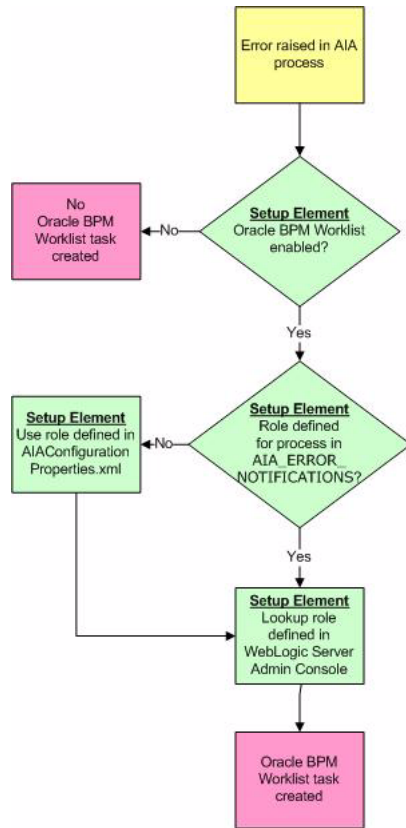 Error raised in AIA
process
Setup Element
Oracle BPM Worklist
enabled?
No
No
Oracle BPM
Worklist task
created
Yes
Setup Element
Role defined
for process in
AIA_ERROR_
NOTIFICATIONS?
No
Setup Element
Use role defined in
AIAConfiguration
Properties.xml
Yes
Setup Element
Lookup role
defined in
WebLogic Server
Admin Console
Oracle BPM
Worklist task
created